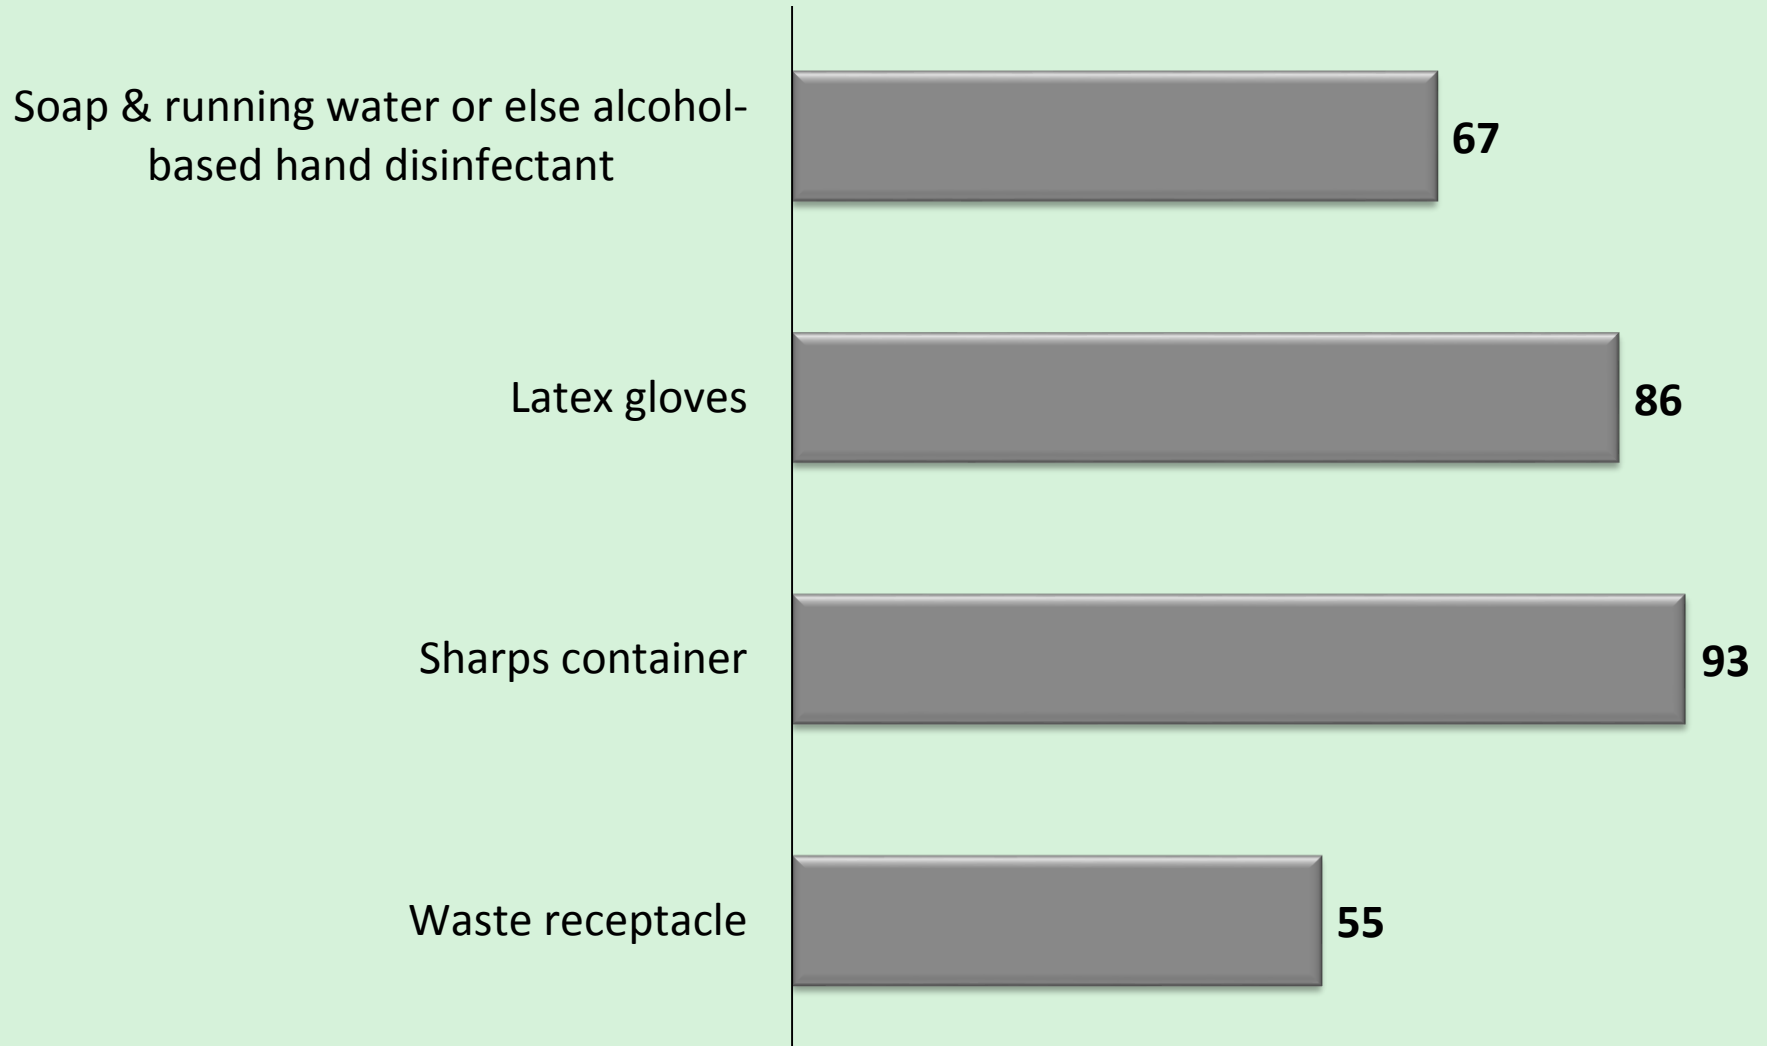 Soap & running water or else alcohol-
based hand disinfectant
67
Latex gloves
86
Sharps container
93
Waste receptacle
55